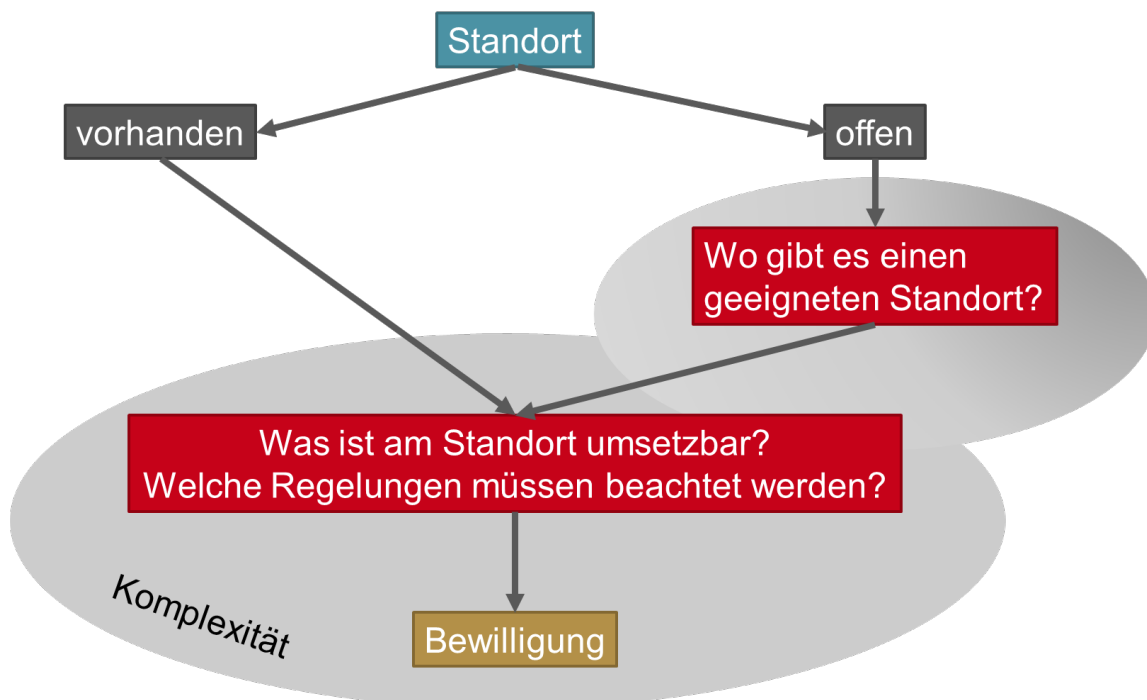 Standort
vorhanden
offen
Wo gibt es einen
geeigneten Standort?
Was ist am Standort umsetzbar?
Welche Regelungen müssen beachtet werden?
Komplexität
Bewilligung